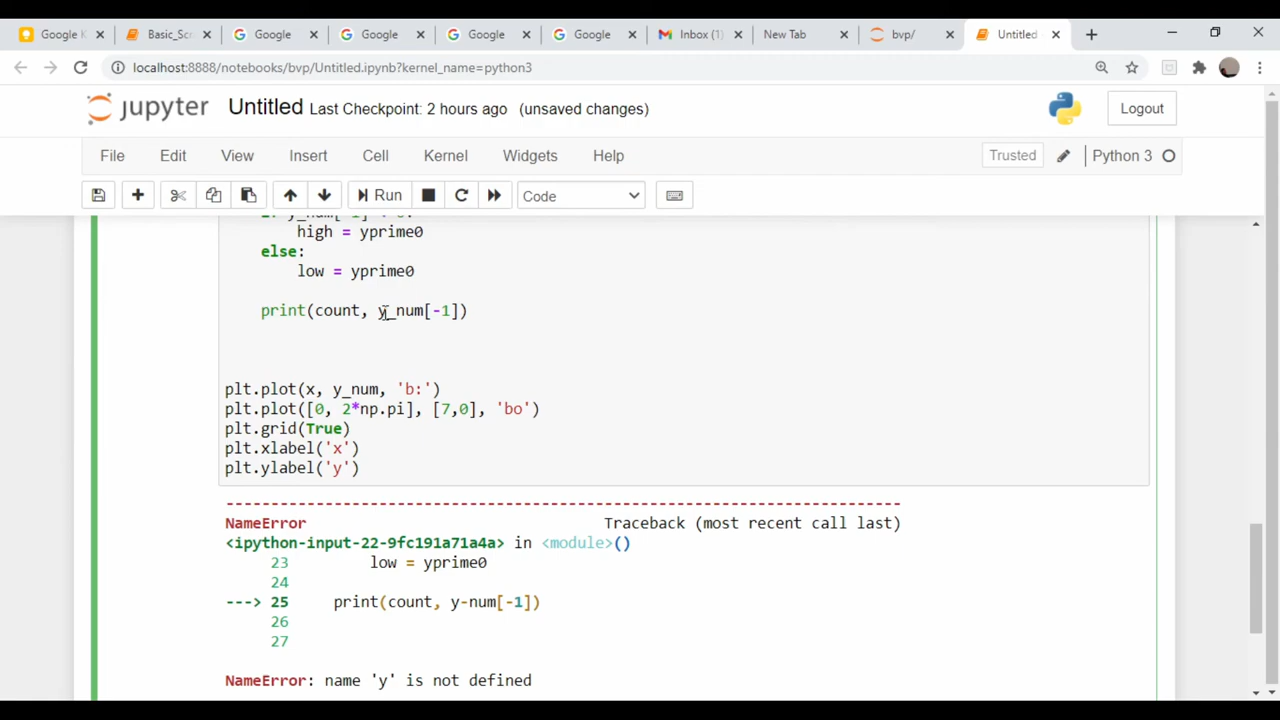 Google K
Basic_Scr
Google
Google
Google
Google
Inbox (1)
New Tab
bvp/
Untitled
localhost:8888/notebooks/bvp/Untitled.ipynb?kernel_name=python3
jupyter Untitled Last Checkpoint: 2 hours ago (unsaved changes)
Logout
File Edit View Insert Cell Kernel Widgets Help
Trusted Python 3
Run Code
high = yprime0
else:
low = yprime0
print(count, y_num[-1])
plt.plot(x, y_num, 'b:')
plt.plot([0, 2*np.pi], [7,0], 'bo')
plt.grid(True)
plt.xlabel('x')
plt.ylabel('y')
---------------------------------------------------------------------------
NameError Traceback (most recent call last)
<ipython-input-22-9fc191a71a4a> in <module>()
23 low = yprime0
24
---> 25 print(count, y-num[-1])
26
27
NameError: name 'y' is not defined